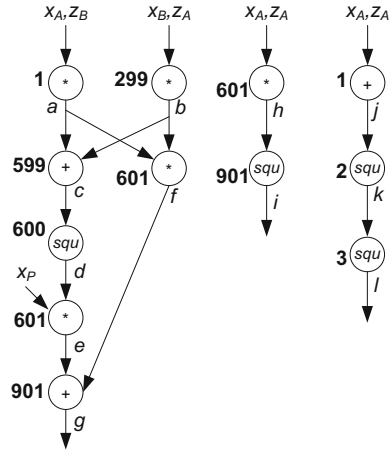 x_A,z_B x_B,z_A x_A,z_A x_A,z_A
1 * 299 * 601 * 1 +
a b h j
599 + 601 * 901 squ 2 squ
c f i k
600 squ 3 squ
d l
x_P
601 *
e
901 +
g